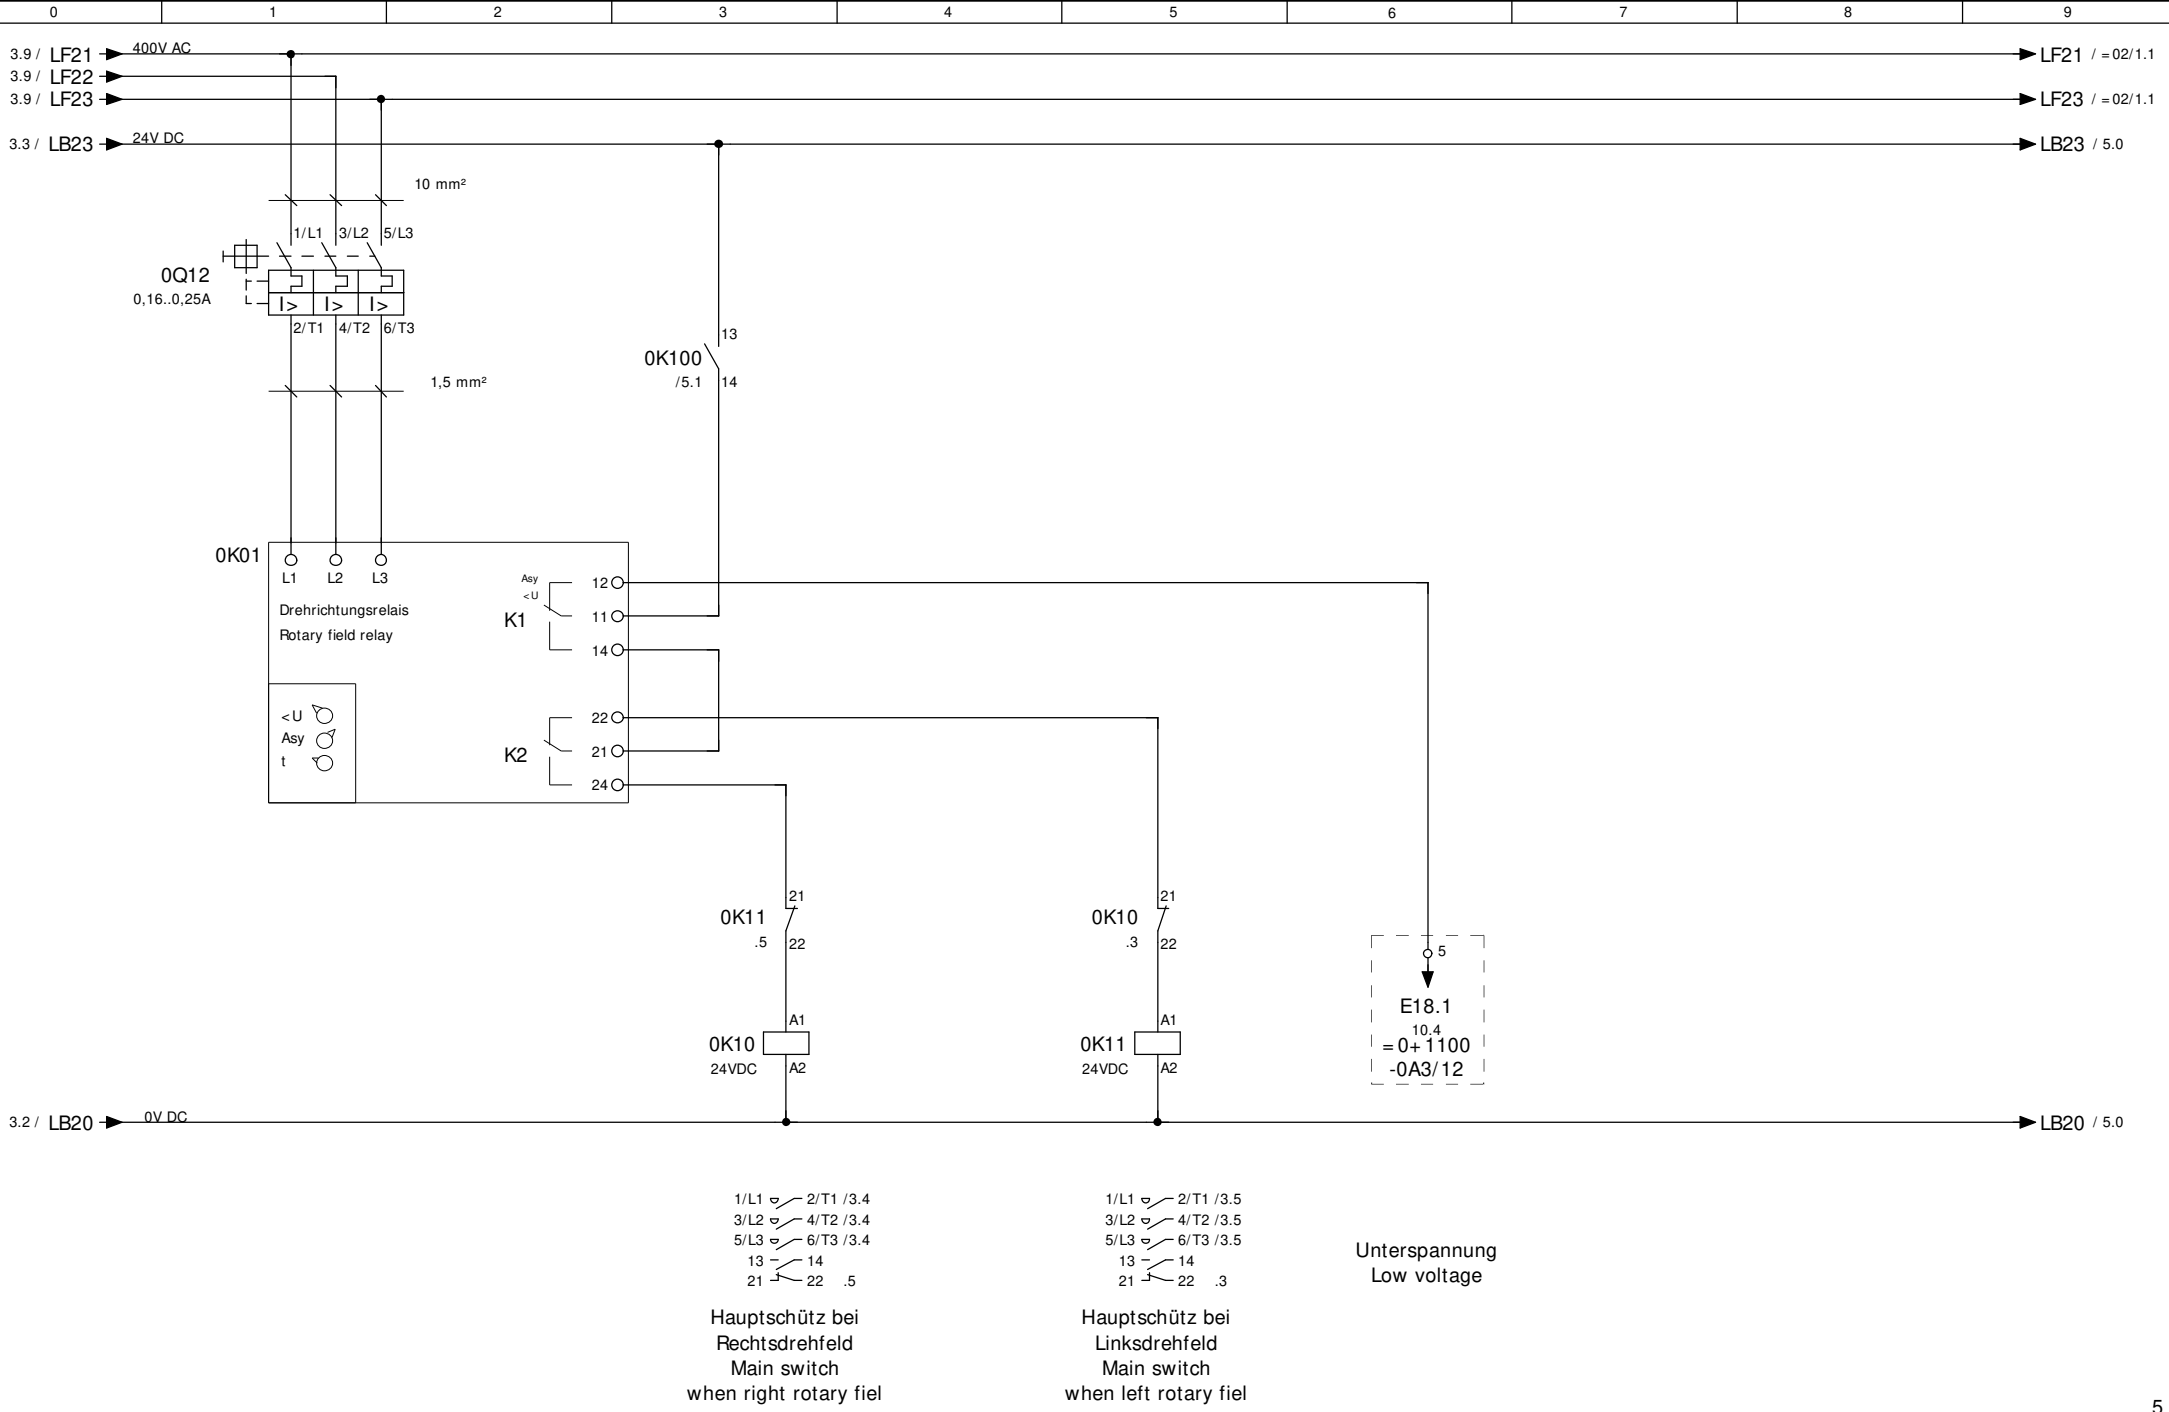 0 1 2 3 4 5 6 7 8 9
3.9 / LF21 400V AC LF21 / =02/1.1
3.9 / LF22
3.9 / LF23 LF23 / =02/1.1
3.3 / LB23 24V DC LB23 / 5.0
10 mm²
1/L1 3/L2 5/L3
0Q12
0,16..0,25A
I> I> I>
2/T1 4/T2 6/T3
13
0K100
/5.1 14
1,5 mm²
0K01
L1 L2 L3
Drehrichtungsrelais
Rotary field relay
Asy
<U
K1
12
11
14
<U
Asy
t
K2
22
21
24
21
0K11
.5 22
21
0K10
.3 22
5
E18.1
10.4
=0+1100
-0A3/12
A1
0K10
24VDC A2
A1
0K11
24VDC A2
3.2 / LB20 0V DC LB20 / 5.0
1/L1 2/T1 /3.4
3/L2 4/T2 /3.4
5/L3 6/T3 /3.4
13 14
21 22 .5
Hauptschütz bei
Rechtsdrehfeld
Main switch
when right rotary fiel
1/L1 2/T1 /3.5
3/L2 4/T2 /3.5
5/L3 6/T3 /3.5
13 14
21 22 .3
Hauptschütz bei
Linksdrehfeld
Main switch
when left rotary fiel
Unterspannung
Low voltage
5